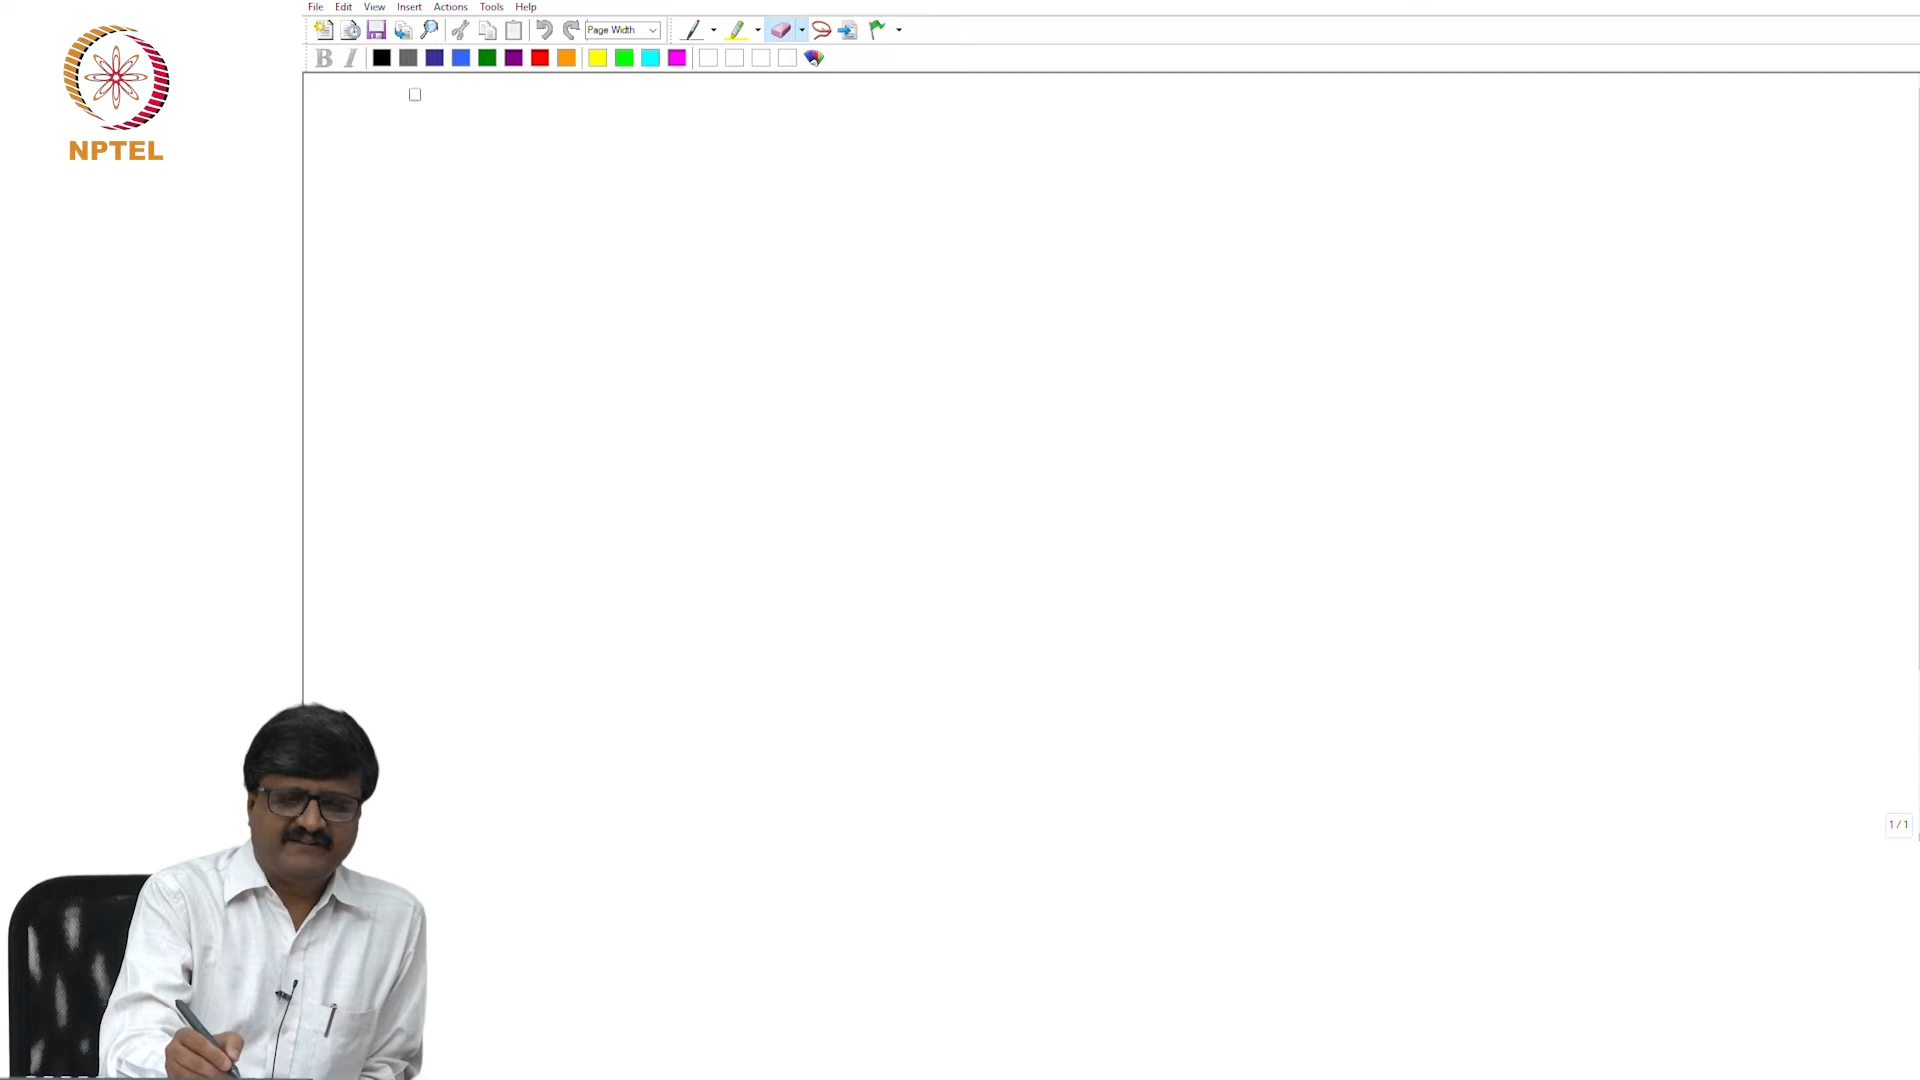 File Edit View Insert Actions Tools Help
Page Width
B I
NPTEL
1 / 1